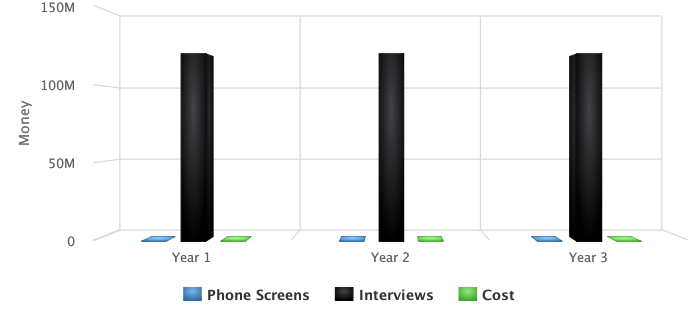 150M
100M
50M
0
Money
Year 1
Year 2
Year 3
Phone Screens
Interviews
Cost